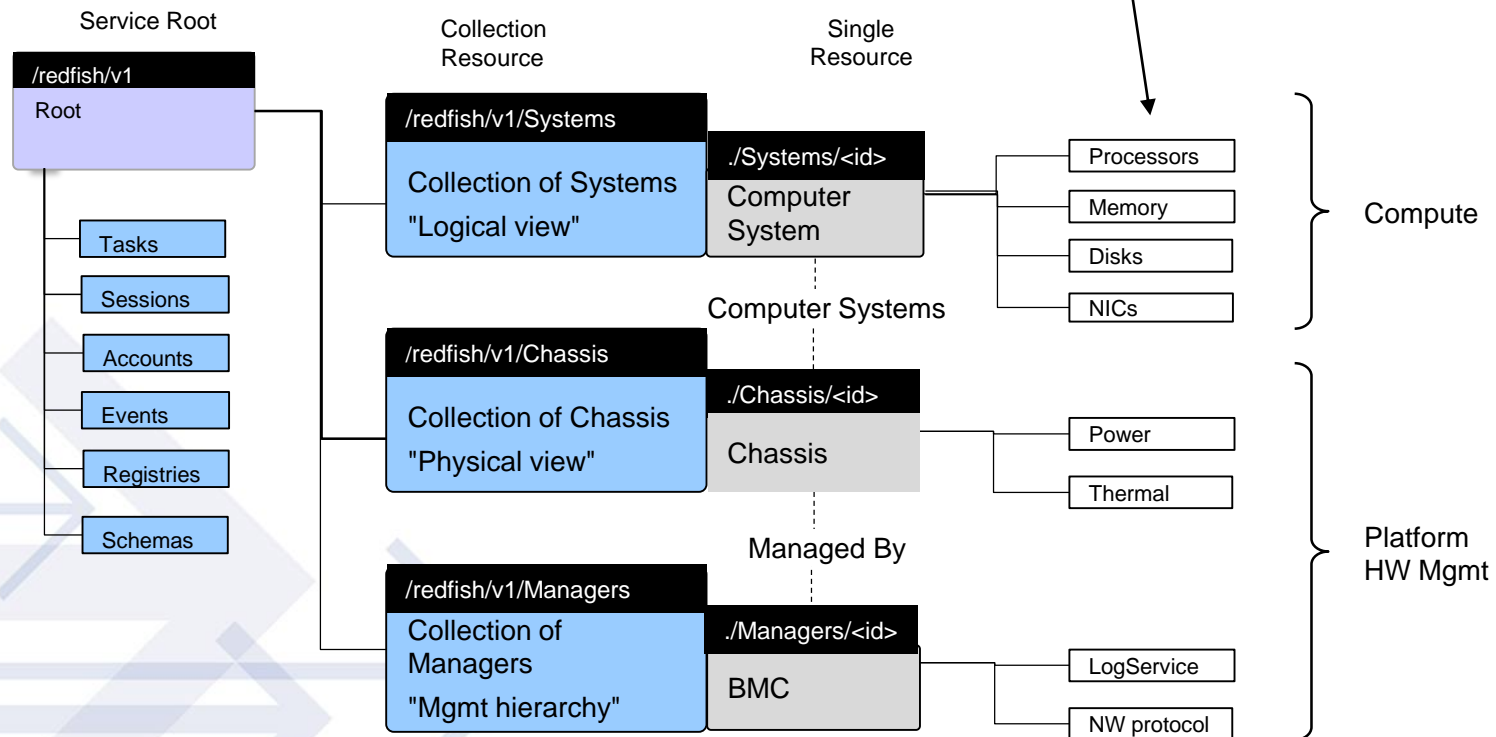 Service Root
Collection
Resource
Single
Resource
/redfish/v1
Root
Tasks
Sessions
Accounts
Events
Registries
Schemas
/redfish/v1/Systems
Collection of Systems
"Logical view"
./Systems/<id>
Computer
System
Processors
Memory
Disks
NICs
Compute
Computer Systems
/redfish/v1/Chassis
Collection of Chassis
"Physical view"
./Chassis/<id>
Chassis
Power
Thermal
Managed By
Platform
HW Mgmt
/redfish/v1/Managers
Collection of
Managers
"Mgmt hierarchy"
./Managers/<id>
BMC
LogService
NW protocol